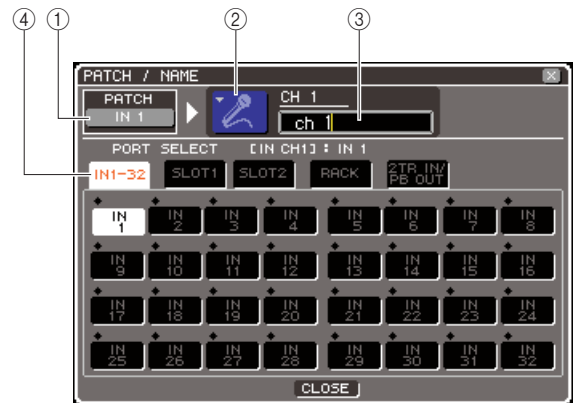 ④ ① ② ③
PATCH / NAME
PATCH
IN 1
CH 1
ch 1
PORT SELECT [IN CH1] : IN 1
IN1-32 SLOT1 SLOT2 RACK 2TR IN/ PB OUT
IN 1 IN 2 IN 3 IN 4 IN 5 IN 6 IN 7 IN 8
IN 9 IN 10 IN 11 IN 12 IN 13 IN 14 IN 15 IN 16
IN 17 IN 18 IN 19 IN 20 IN 21 IN 22 IN 23 IN 24
IN 25 IN 26 IN 27 IN 28 IN 29 IN 30 IN 31 IN 32
CLOSE